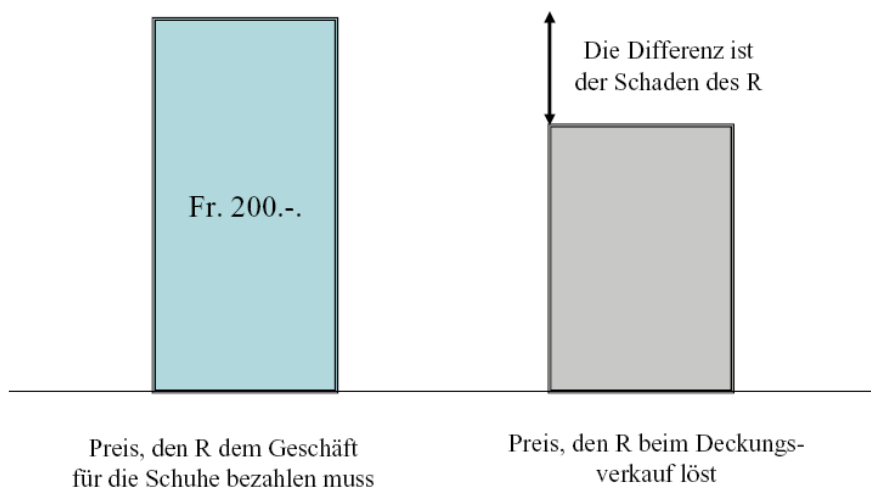 Die Differenz ist
der Schaden des R
Fr. 200.-.
Preis, den R dem Geschäft
für die Schuhe bezahlen muss
Preis, den R beim Deckungs-
verkauf löst